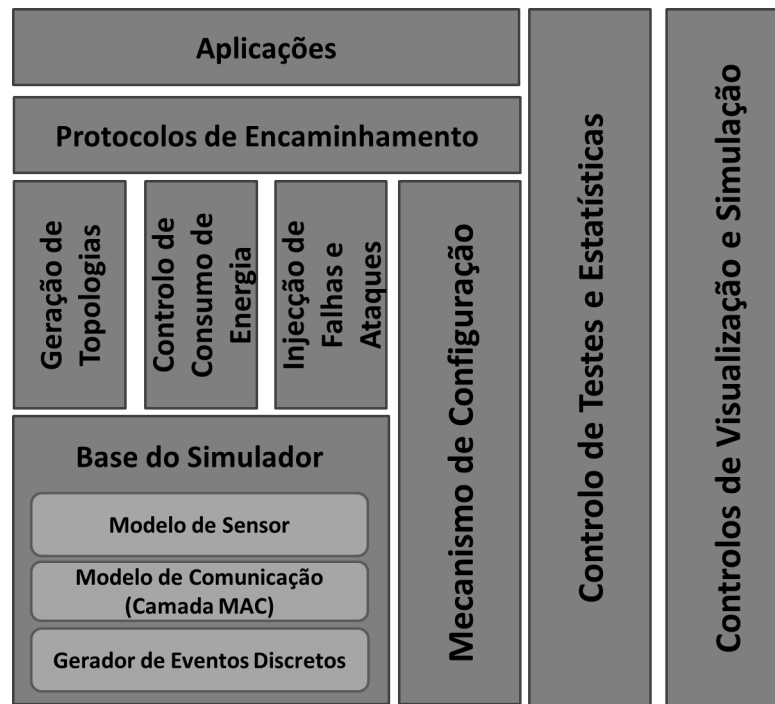 Aplicações
Protocolos de Encaminhamento
Geração de
Topologias
Controlo de
Consumo de
Energia
Injecção de
Falhas e
Ataques
Mecanismo de Configuração
Controlo de Testes e Estatísticas
Controlos de Visualização e Simulação
Base do Simulador
Modelo de Sensor
Modelo de Comunicação
(Camada MAC)
Gerador de Eventos Discretos